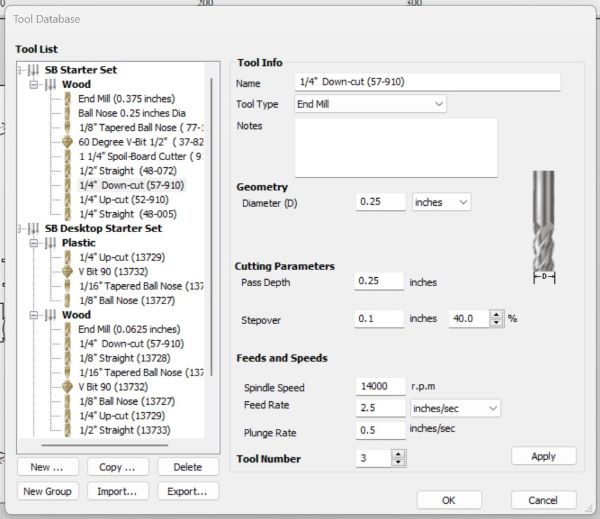 200
300
Tool Database
Tool List
SB Starter Set
Wood
End Mill (0.375 inches)
Ball Nose 0.25 inches Dia
1/8" Tapered Ball Nose ( 77-1
60 Degree V-Bit 1/2" ( 37-82
1 1/4" Spoil-Board Cutter ( 9
1/2" Straight (48-072)
1/4" Down-cut (57-910)
1/4" Up-cut (52-910)
1/4" Straight (48-005)
SB Desktop Starter Set
Plastic
1/4" Up-cut (13729)
V Bit 90 (13732)
1/16" Tapered Ball Nose (
1/8" Ball Nose (13727)
Wood
End Mill (0.0625 inches)
1/4" Down-cut (57-910)
1/8" Straight (13728)
1/16" Tapered Ball Nose (
V Bit 90 (13732)
1/8" Ball Nose (13727)
1/4" Up-cut (13729)
1/2" Straight (13733)
New ... Copy ... Delete
New Group Import... Export...
Tool Info
Name 1/4" Down-cut (57-910)
Tool Type End Mill
Notes
Geometry
Diameter (D) 0.25 inches
D
Cutting Parameters
Pass Depth 0.25 inches
Stepover 0.1 inches 40.0 %
Feeds and Speeds
Spindle Speed 14000 r.p.m
Feed Rate 2.5 inches/sec
Plunge Rate 0.5 inches/sec
Tool Number 3 Apply
OK Cancel